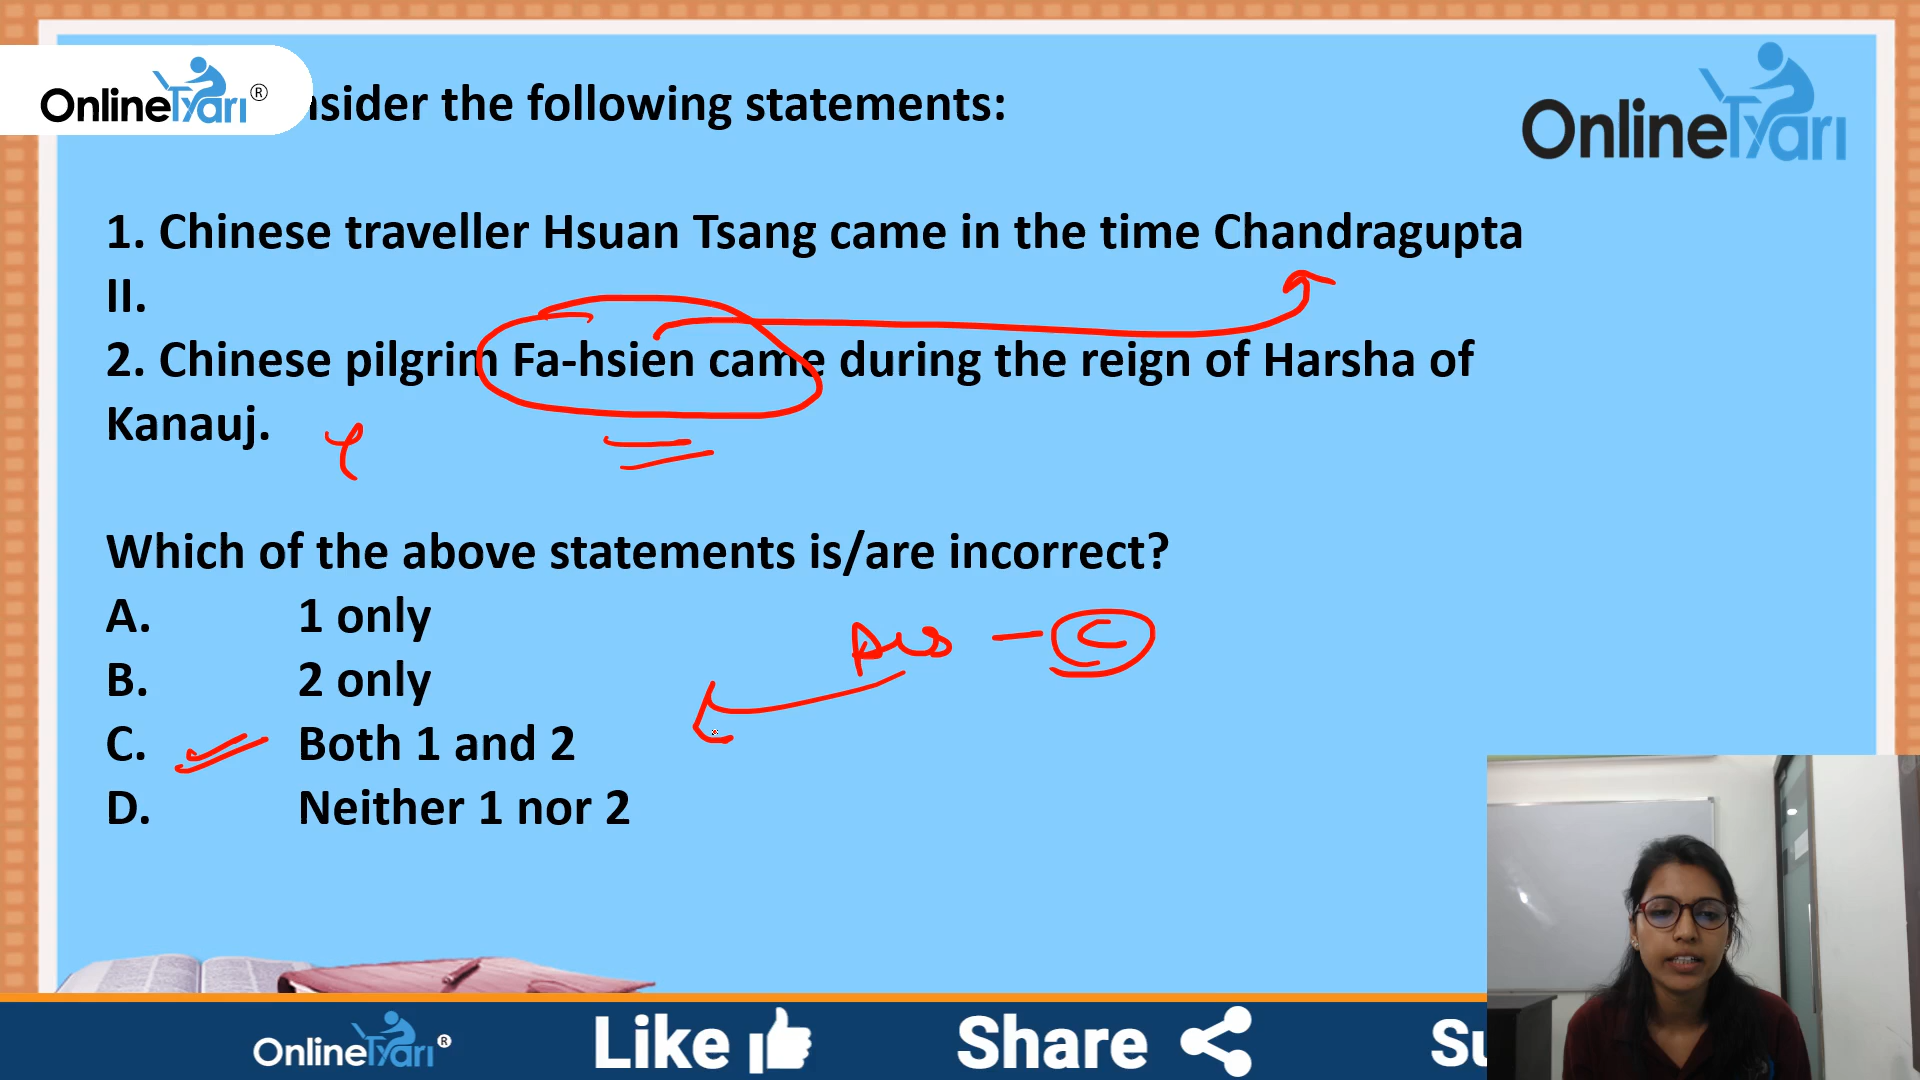 OnlineTyari®
nsider the following statements:
OnlineTyari
1. Chinese traveller Hsuan Tsang came in the time Chandragupta
II.
2. Chinese pilgrim Fa-hsien came during the reign of Harsha of
Kanauj.
Which of the above statements is/are incorrect?
A. 1 only
Ans - C
B. 2 only
C. Both 1 and 2
D. Neither 1 nor 2
OnlineTyari® Like Share Su